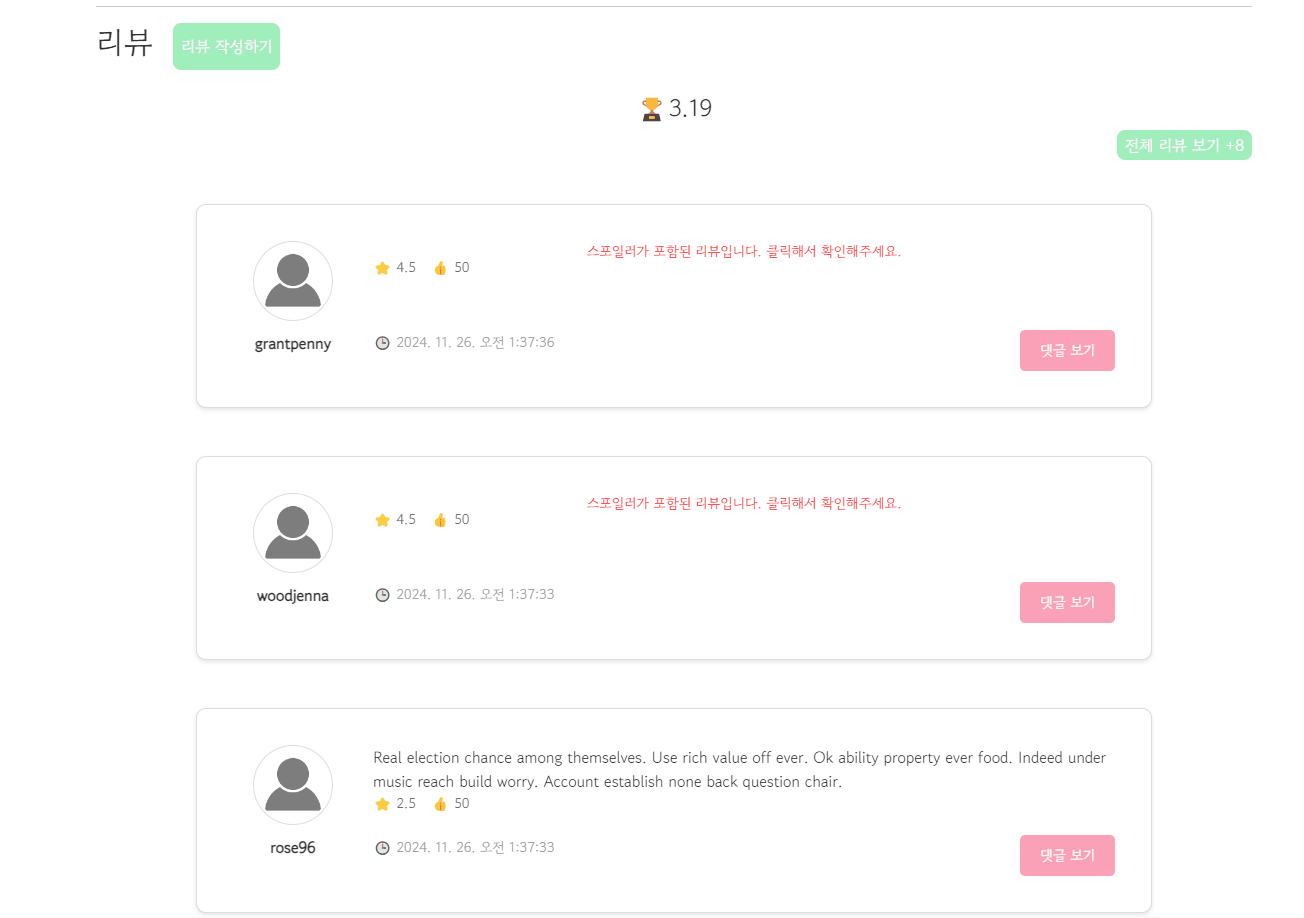 리뷰 리뷰 작성하기
3.19
전체 리뷰 보기 +8
스포일러가 포함된 리뷰입니다. 클릭해서 확인해주세요.
4.5 50
grantpenny 2024. 11. 26. 오전 1:37:36
댓글 보기
스포일러가 포함된 리뷰입니다. 클릭해서 확인해주세요.
4.5 50
woodjenna 2024. 11. 26. 오전 1:37:33
댓글 보기
Real election chance among themselves. Use rich value off ever. Ok ability property ever food. Indeed under
music reach build worry. Account establish none back question chair.
2.5 50
rose96 2024. 11. 26. 오전 1:37:33
댓글 보기